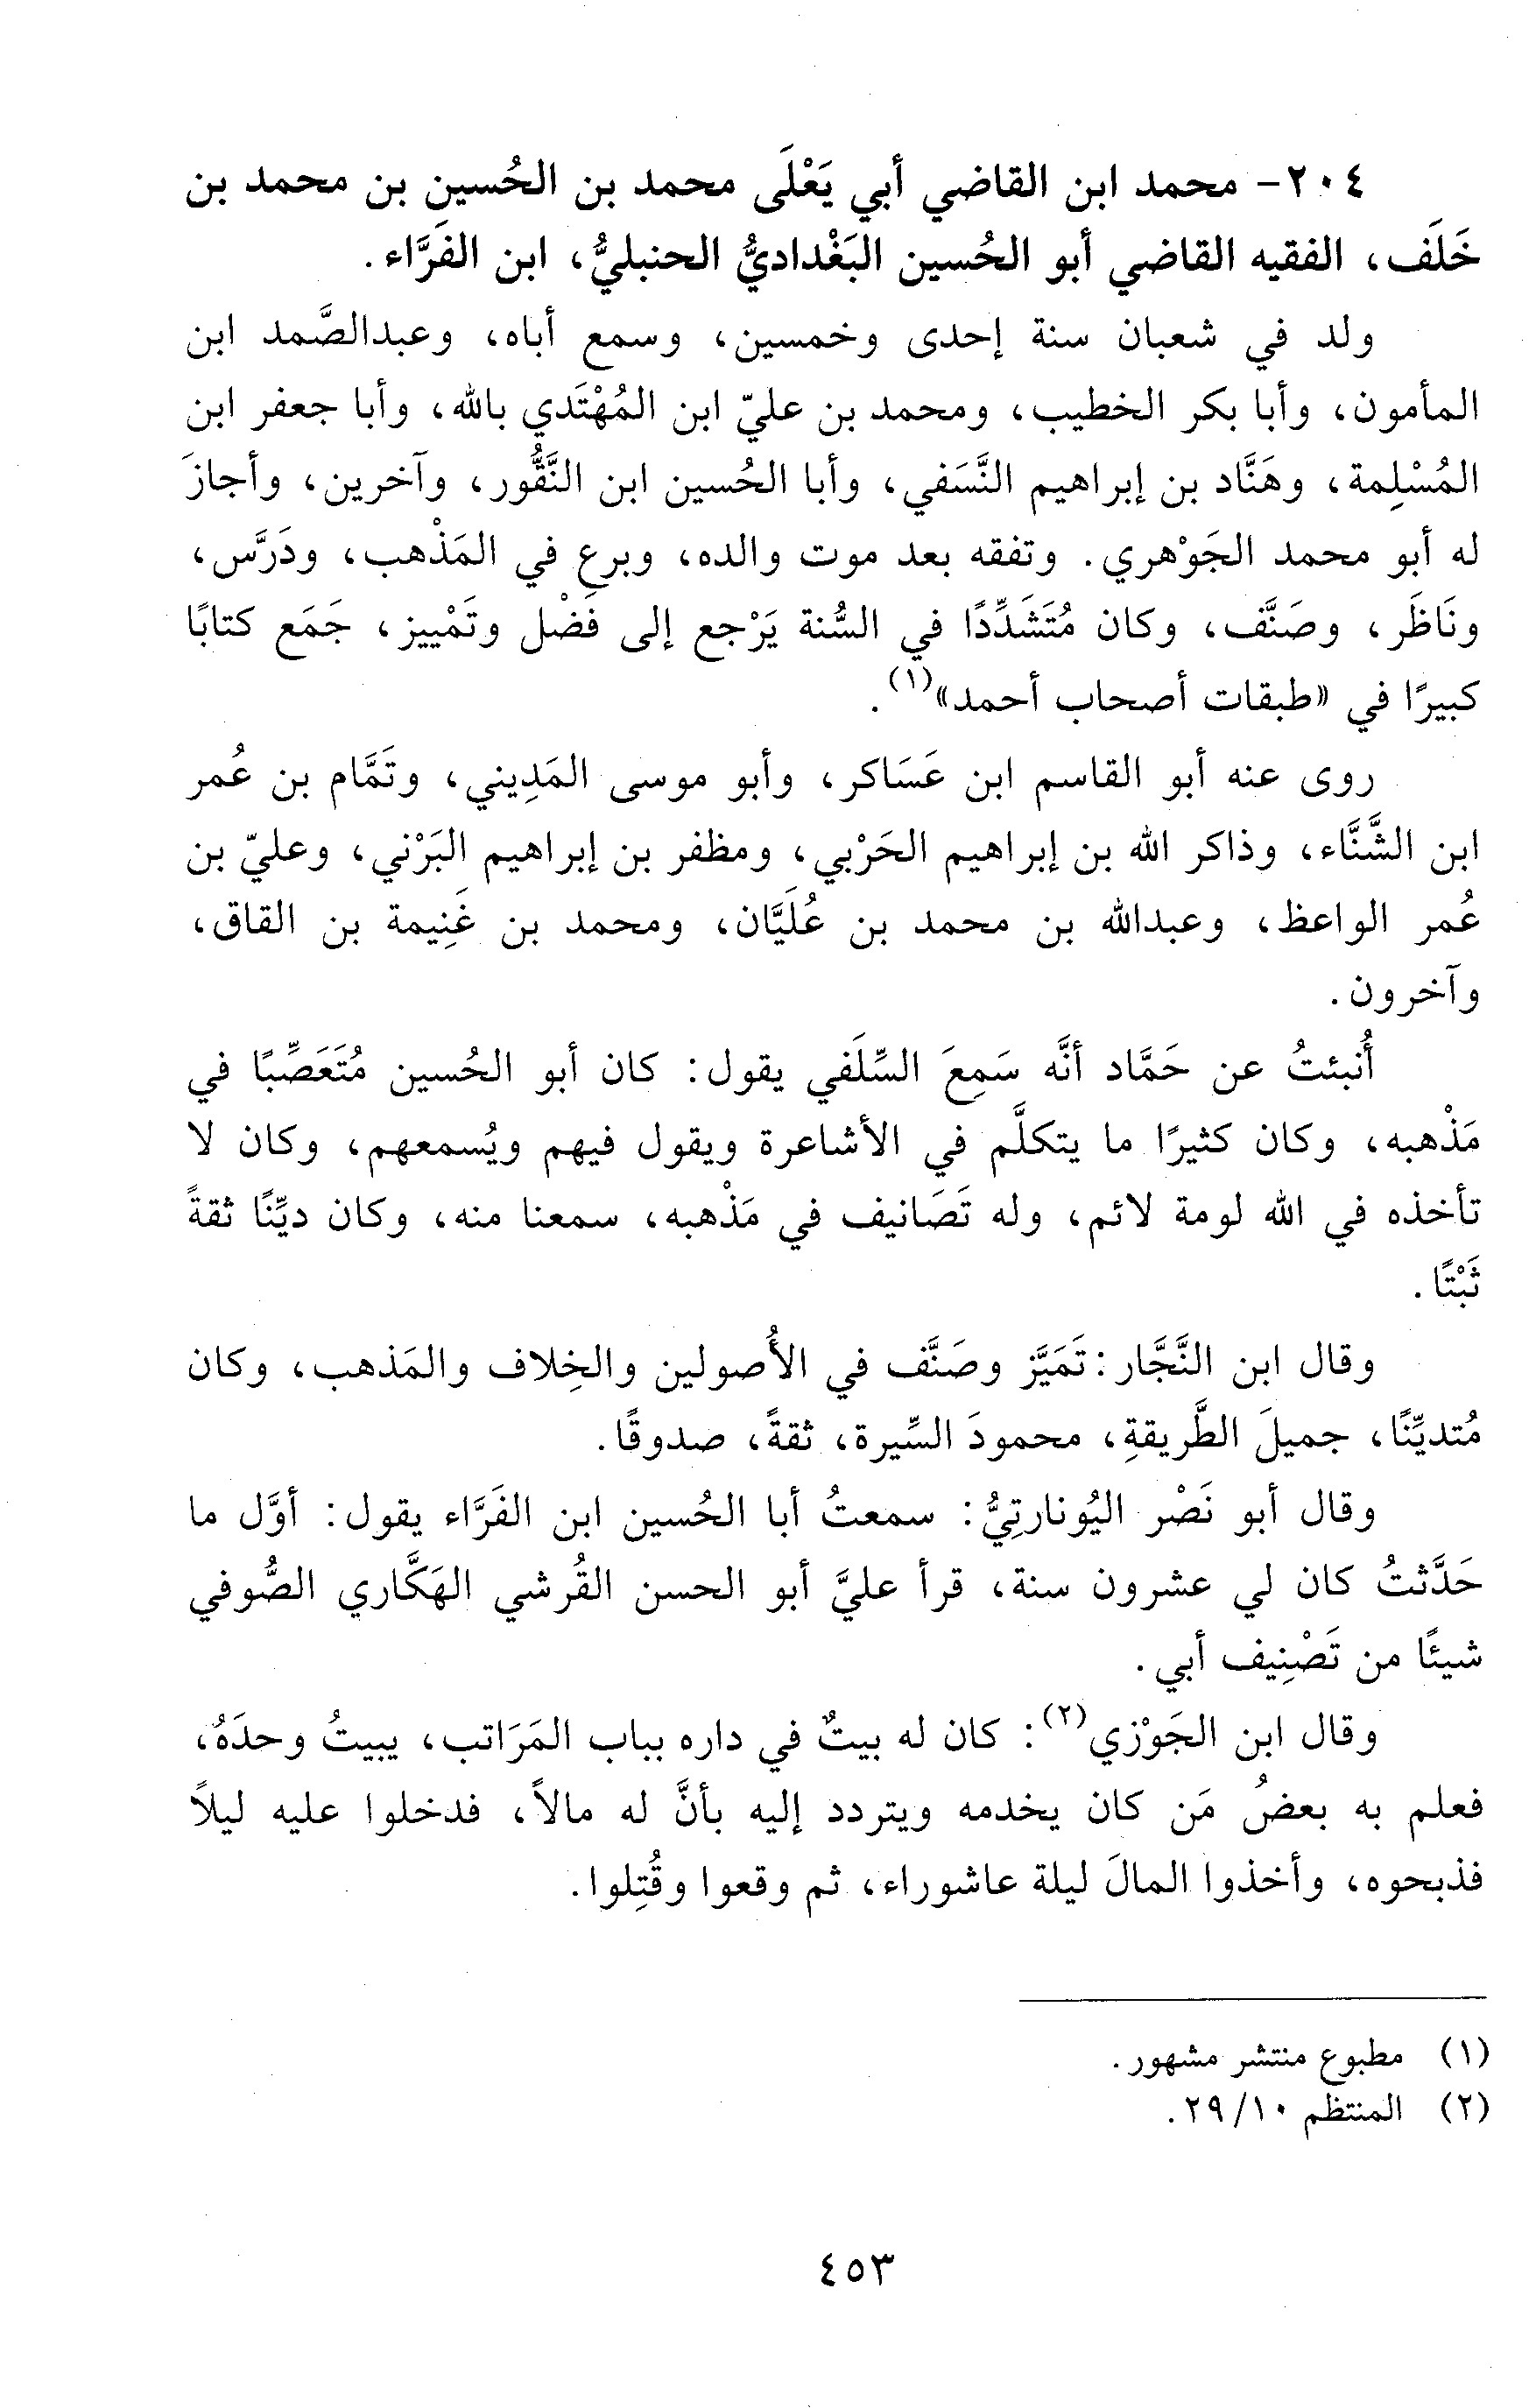 ٢٠٤- محمد ابن القاضي أبي يَعْلَى محمد بن الحُسين بن محمد بن
خَلَف، الفقيه القاضي أبو الحُسين البَغْداديُّ الحنبليُّ، ابن الفَرَّاء.
ولد في شعبان سنة إحدى وخمسين، وسمع أباه، وعبدالصَّمد ابن
المأمون، وأبا بكر الخطيب، ومحمد بن عليّ ابن المُهْتَدي بالله، وأبا جعفر ابن
المُسْلِمة، وهَنَّاد بن إبراهيم النَّسَفي، وأبا الحُسين ابن النَّقُّور، وآخرين، وأجازَ
له أبو محمد الجَوْهري. وتفقه بعد موت والده، وبرع في المَذْهب، ودَرَّس،
ونَاظَر، وصَنَّف، وكان مُتَشَدِّدًا في السُّنة يَرْجع إلى فَضْل وتَمْييز، جَمَع كتابًا
كبيرًا في «طبقات أصحاب أحمد»(١).
روى عنه أبو القاسم ابن عَسَاكر، وأبو موسى المَدِيني، وتَمَّام بن عُمر
ابن الشَّنَّاء، وذاكر الله بن إبراهيم الحَرْبي، ومظفر بن إبراهيم البَرْني، وعليّ بن
عُمر الواعظ، وعبدالله بن محمد بن عُلَيَّان، ومحمد بن غَنِيمة بن القاق،
وآخرون.
أُنبئتُ عن حَمَّاد أنَّه سَمِعَ السِّلَفي يقول: كان أبو الحُسين مُتَعَصِّبًا في
مَذْهبه، وكان كثيرًا ما يتكلَّم في الأشاعرة ويقول فيهم ويُسمعهم، وكان لا
تأخذه في الله لومة لائم، وله تَصَانيف في مَذْهبه، سمعنا منه، وكان ديِّنًا ثقةً
ثَبْتًا.
وقال ابن النَّجَّار: تَمَيَّز وصَنَّف في الأُصولين والخِلاف والمَذهب، وكان
مُتديِّنًا، جميلَ الطَّريقةِ، محمودَ السِّيرة، ثقةً، صدوقًا.
وقال أبو نَصْر اليُونارتِيُّ: سمعتُ أبا الحُسين ابن الفَرَّاء يقول: أوَّل ما
حَدَّثتُ كان لي عشرون سنة، قرأ عليَّ أبو الحسن القُرشي الهَكَّاري الصُّوفي
شيئًا من تَصْنِيف أبي.
وقال ابن الجَوْزي(٢): كان له بيتٌ في داره بباب المَرَاتب، يبيتُ وحدَهُ،
فعلم به بعضُ مَن كان يخدمه ويتردد إليه بأنَّ له مالاً، فدخلوا عليه ليلاً
فذبحوه، وأخذوا المالَ ليلة عاشوراء، ثم وقعوا وقُتِلوا.
(١) مطبوع منتشر مشهور.
(٢) المنتظم ١٠/ ٢٩.
٤٥٣